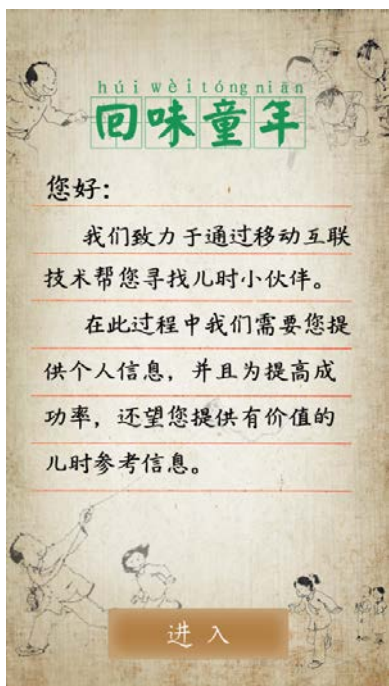 húi wèi tóng nián
回味童年
您好：
我们致力于通过移动互联
技术帮您寻找儿时小伙伴。
在此过程中我们需要您提
供个人信息，并且为提高成
功率，还望您提供有价值的
儿时参考信息。
进入